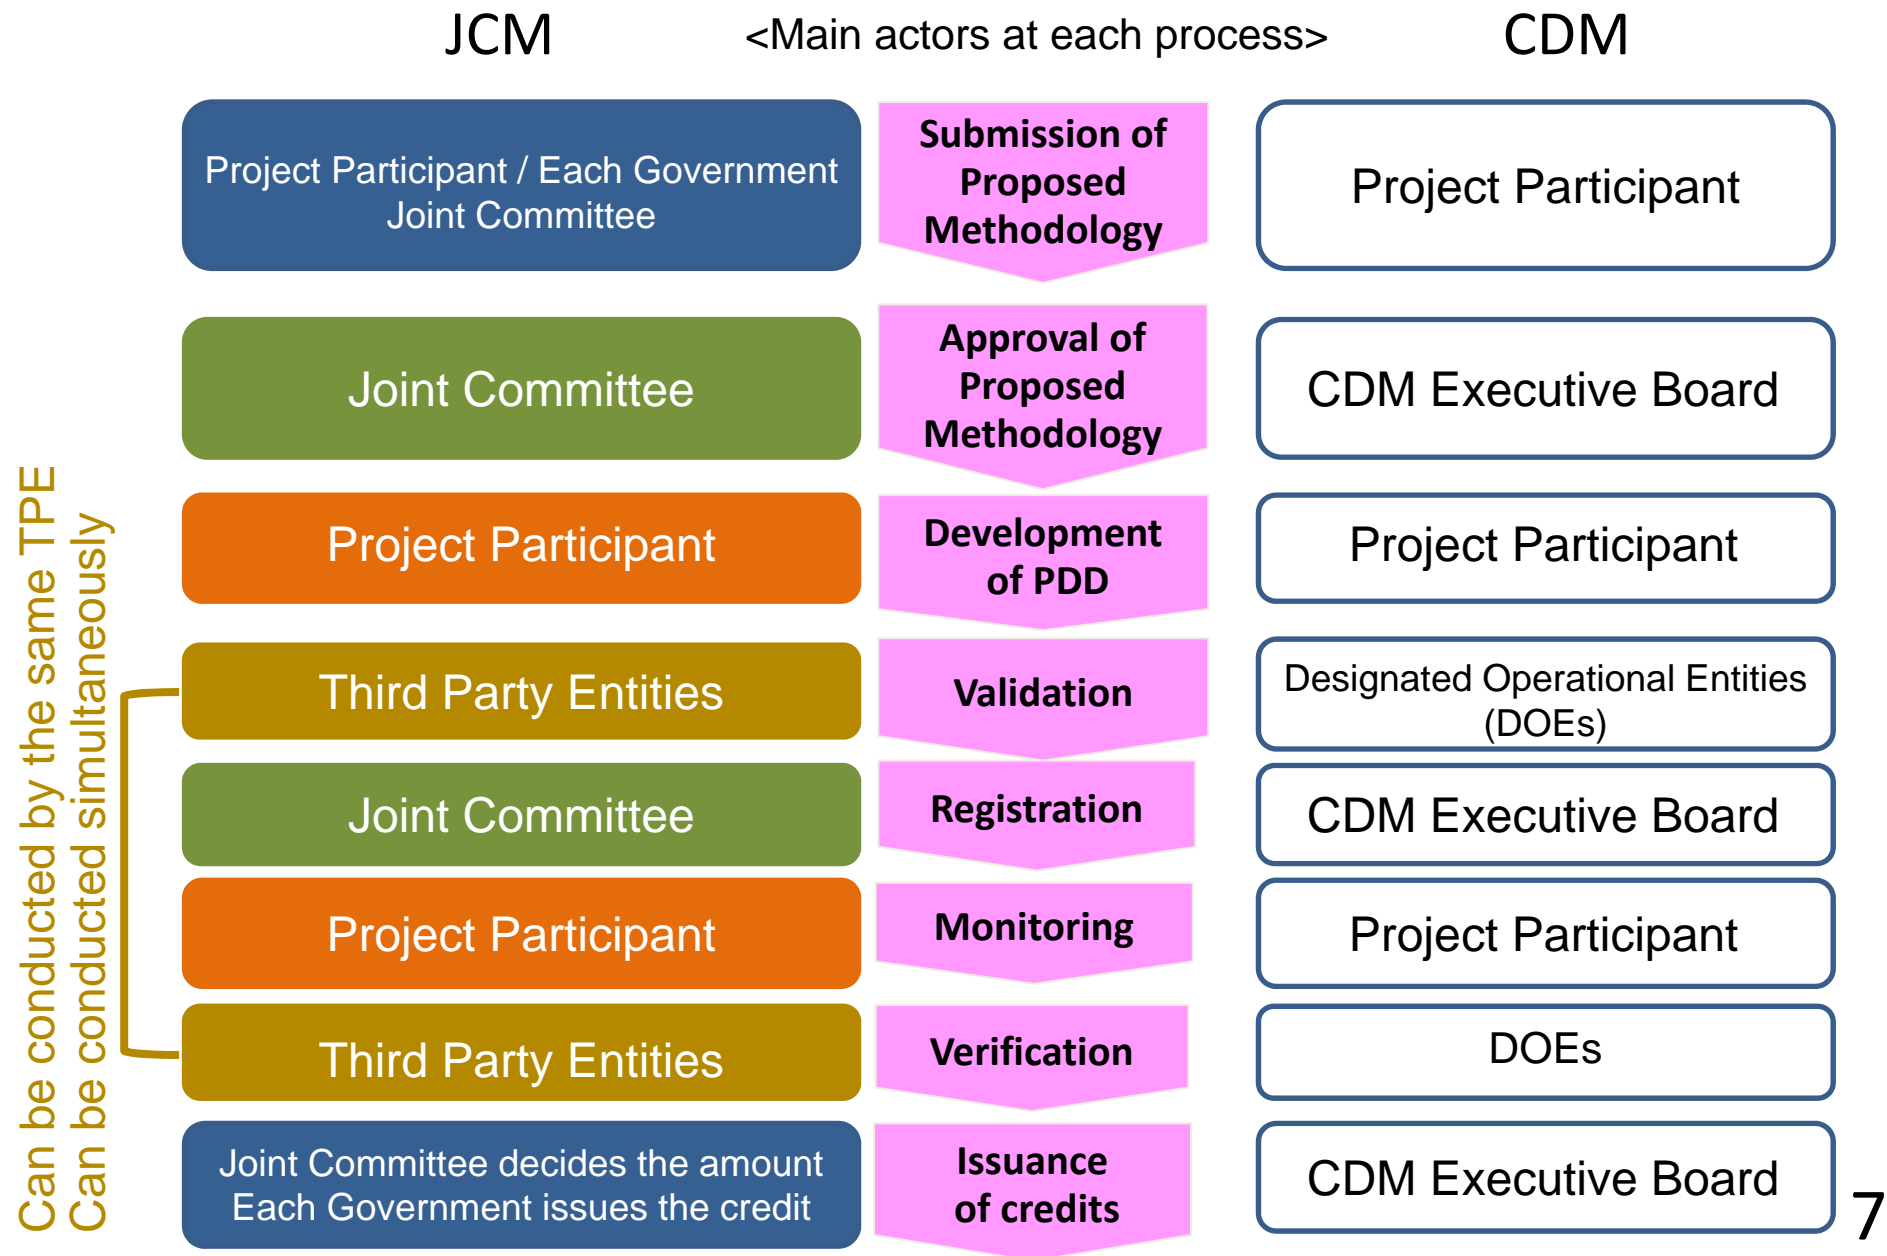 JCM
<Main actors at each process>
CDM
Project Participant / Each Government
Joint Committee
Submission of
Proposed
Methodology
Project Participant
Joint Committee
Approval of
Proposed
Methodology
CDM Executive Board
Project Participant
Development
of PDD
Project Participant
Third Party Entities
Validation
Designated Operational Entities
(DOEs)
Joint Committee
Registration
CDM Executive Board
Project Participant
Monitoring
Project Participant
Third Party Entities
Verification
DOEs
Joint Committee decides the amount
Each Government issues the credit
Issuance
of credits
CDM Executive Board
Can be conducted by the same TPE
Can be conducted simultaneously
7